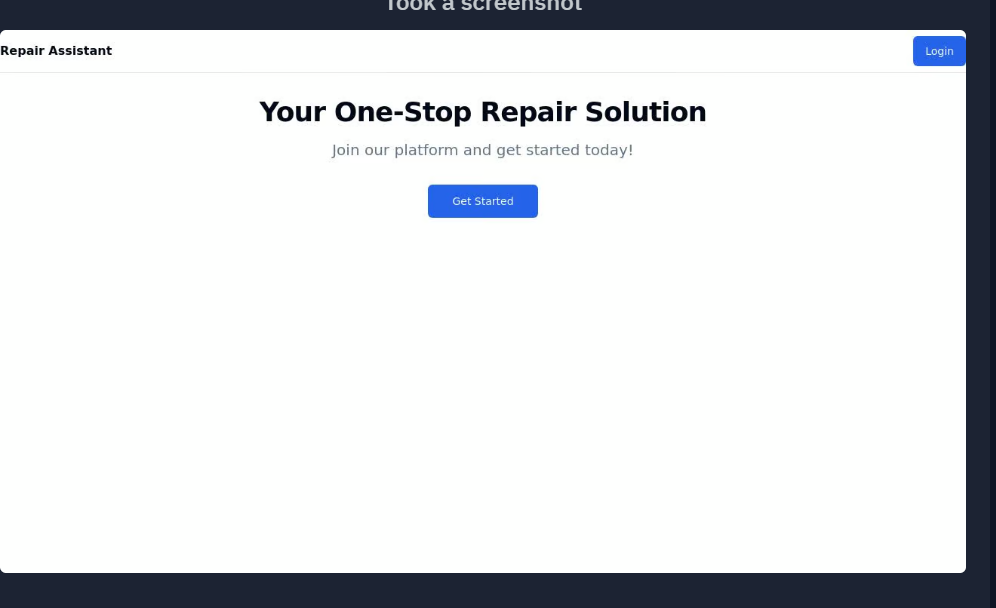 Took a screenshot
Repair Assistant
Login
Your One-Stop Repair Solution
Join our platform and get started today!
Get Started